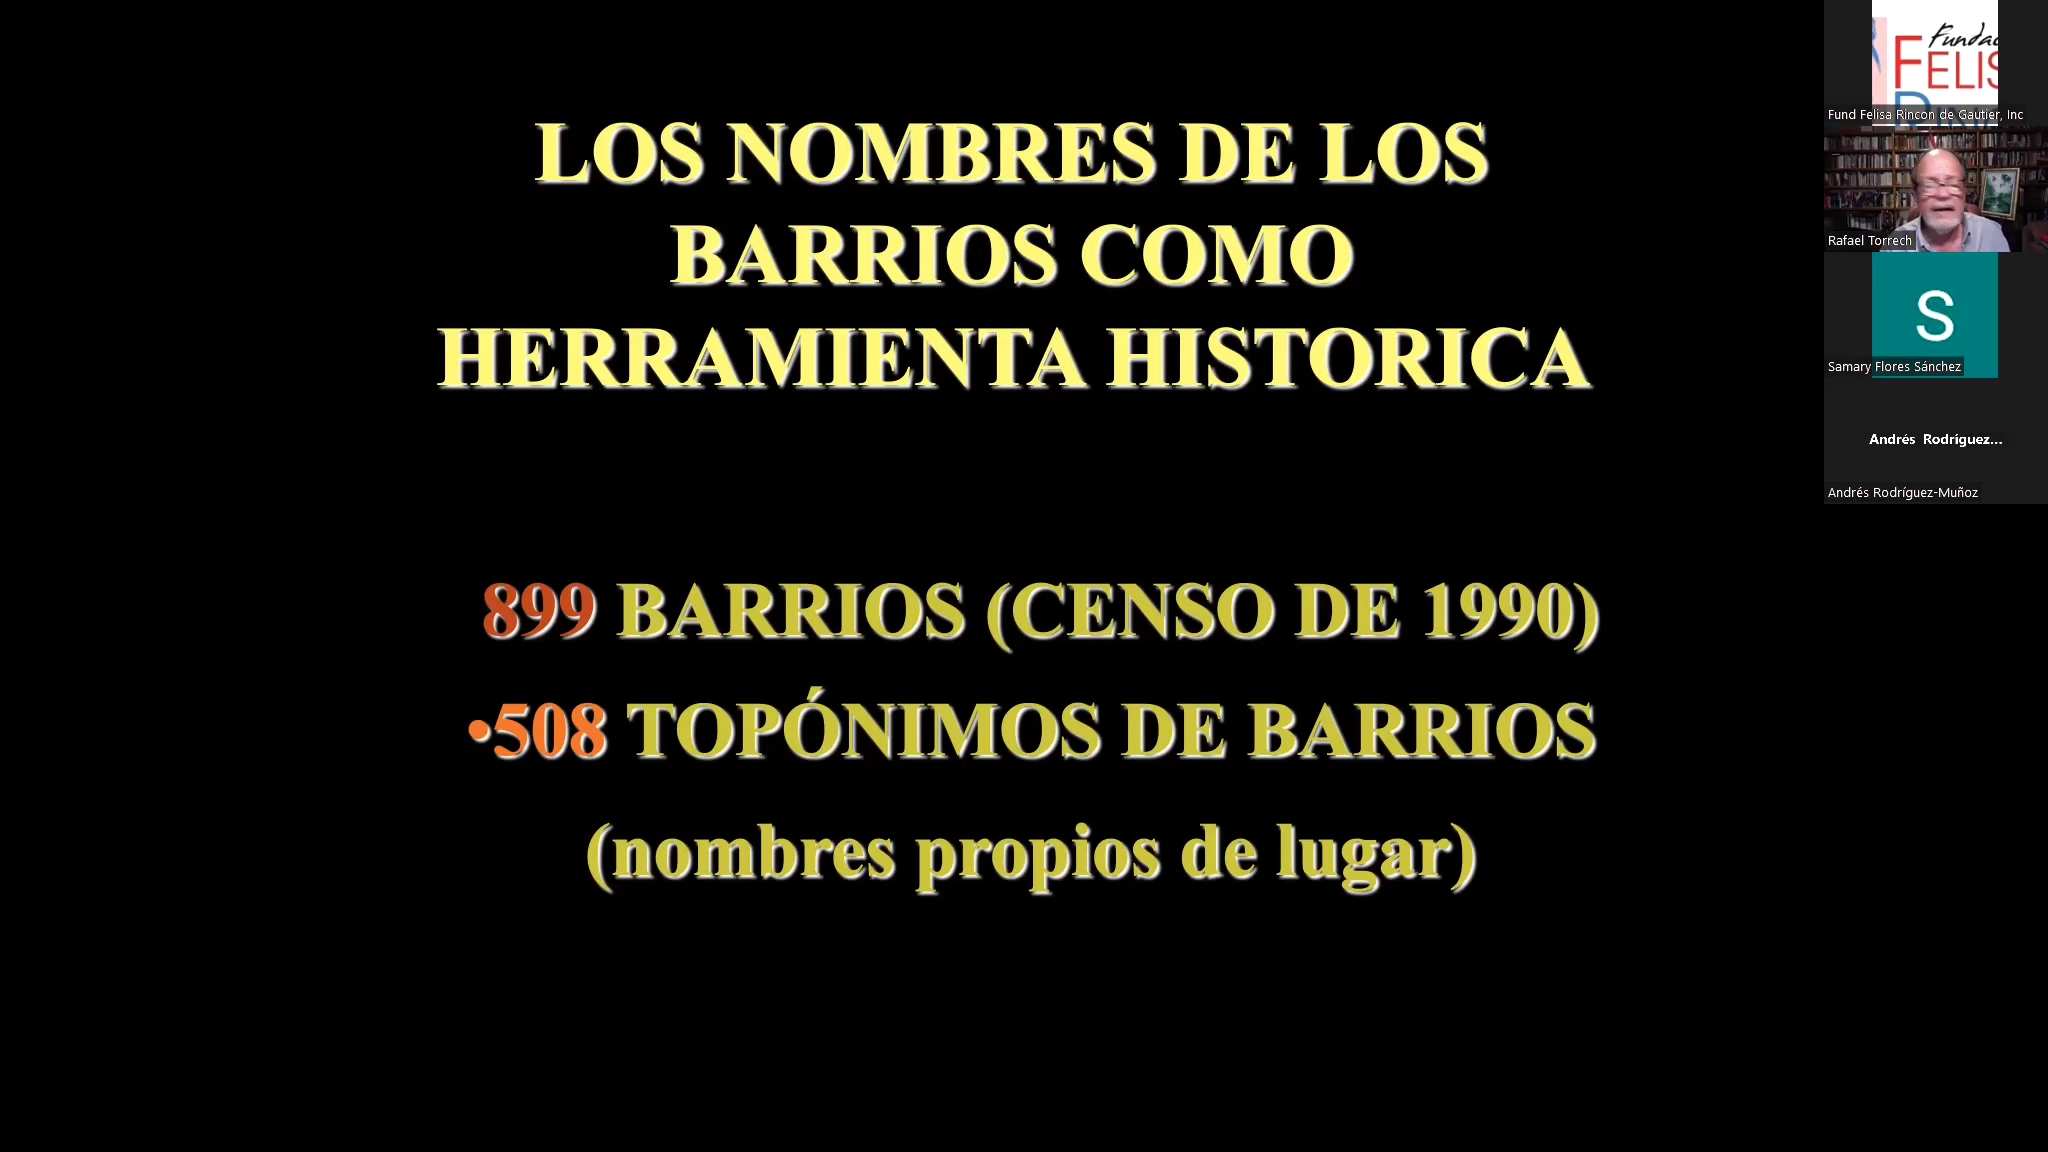 LOS NOMBRES DE LOS
BARRIOS COMO
HERRAMIENTA HISTORICA
899 BARRIOS (CENSO DE 1990)
•508 TOPÓNIMOS DE BARRIOS
(nombres propios de lugar)
Fund Felisa Rincon de Gautier, Inc
Rafael Torrech
S
Samary Flores Sánchez
Andrés Rodríguez...
Andrés Rodríguez-Muñoz